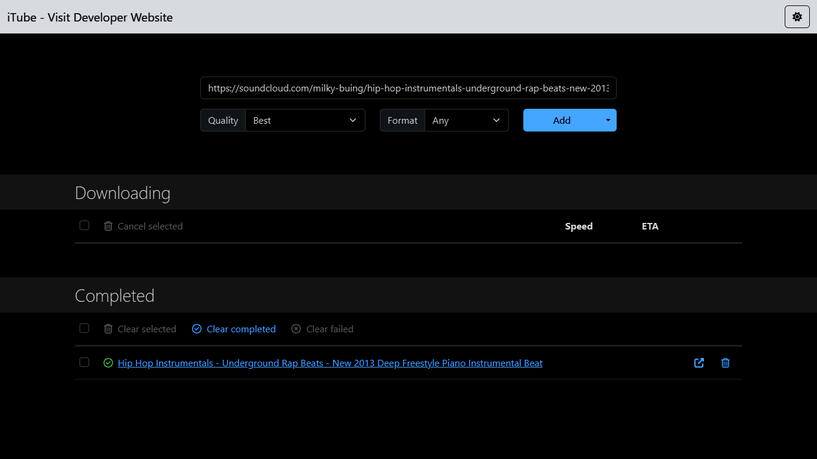 iTube - Visit Developer Website
https://soundcloud.com/milky-buing/hip-hop-instrumentals-underground-rap-beats-new-2013
Quality Best Format Any Add
Downloading
Cancel selected Speed ETA
Completed
Clear selected Clear completed Clear failed
Hip Hop Instrumentals - Underground Rap Beats - New 2013 Deep Freestyle Piano Instrumental Beat